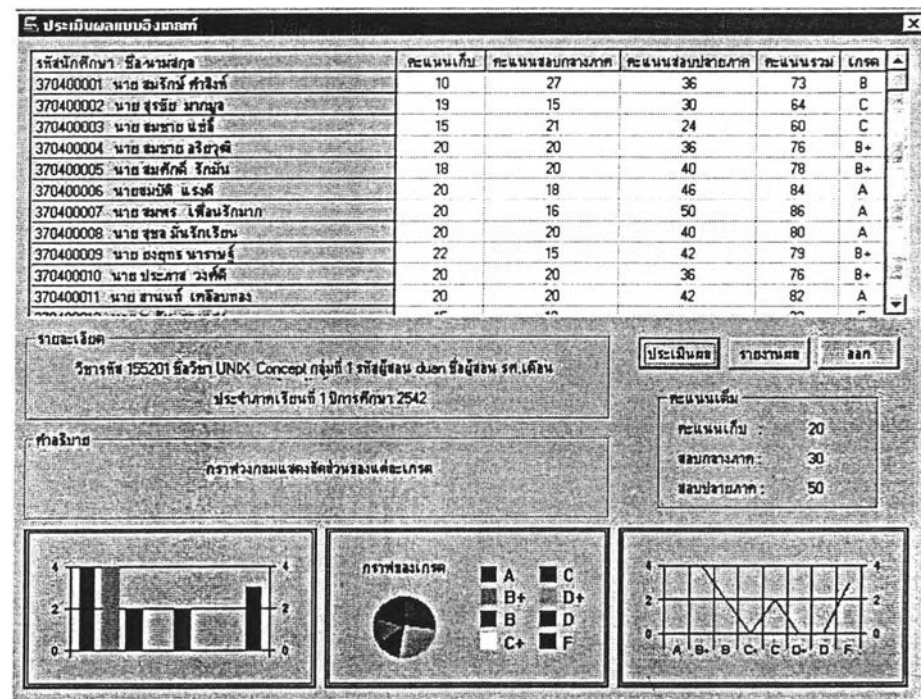 ประเมินผลแบบอิงเกณฑ์
รหัสนักศึกษา ชื่อ-นามสกุล คะแนนเก็บ คะแนนสอบกลางภาค คะแนนสอบปลายภาค คะแนนรวม เกรด
370400001 นาย สมรักษ์ คำสิงห์ 10 27 36 73 B
370400002 นาย สุรชัย มากมูล 19 15 30 64 C
370400003 นาย สมชาย แซ่ลี้ 15 21 24 60 C
370400004 นาย สมชาย อริยวุฒิ 20 20 36 76 B+
370400005 นาย สมศักดิ์ รักมั่น 18 20 40 78 B+
370400006 นายสมบัติ แรงดี 20 18 46 84 A
370400007 นาย สมพร เพื่อนรักมาก 20 16 50 86 A
370400008 นาย สุชล มั่นรักเรียน 20 20 40 80 A
370400009 นาย ยงยุทธ นาราษฎร์ 22 15 42 79 B+
370400010 นาย ประภาส วงศ์ดี 20 20 36 76 B+
370400011 นาย สานนท์ เคลือบทอง 20 20 42 82 A
รายละเอียด
วิชารหัส 155201 ชื่อวิชา UNIX Concept กลุ่มที่ 1 รหัสผู้สอน duan ชื่อผู้สอน รศ.เดือน
ประจำภาคเรียนที่ 1 ปีการศึกษา 2542
ประเมินผล รายงานผล ออก
คะแนนเต็ม
คะแนนเก็บ : 20
สอบกลางภาค : 30
สอบปลายภาค : 50
คำอธิบาย
กราฟวงกลมแสดงสัดส่วนของแต่ละเกรด
4 4
2 2
0 0
กราฟของเกรด
A C
B+ D+
B D
C+ F
4 4
2 2
0 0
A B+ B C+ C D+ D F